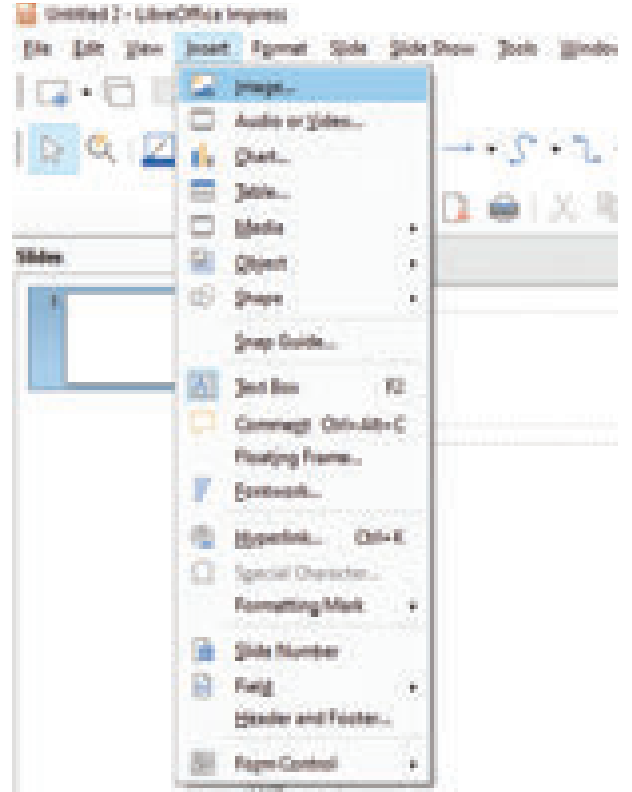 Untitled 2 - LibreOffice Impress
File Edit View Insert Format Slide Slide Show Tools Window
Image...
Audio or Video...
Chart...
Table...
Media
Object
Shape
Snap Guide...
Text Box F2
Comment Ctrl+Alt+C
Floating Frame...
Fontwork...
Hyperlink... Ctrl+K
Special Character...
Formatting Mark
Slide Number
Field
Header and Footer...
Form Control
Slides